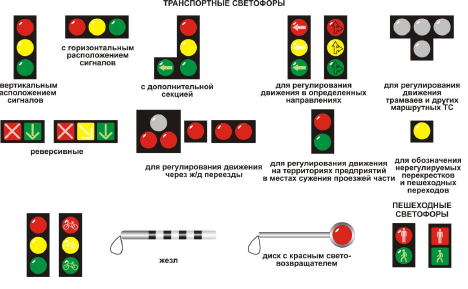 ТРАНСПОРТНЫЕ СВЕТОФОРЫ
с горизонтальным
расположением
сигналов
вертикальным
расположением
сигналов
с дополнительной
секцией
для регулирования
движения в определенных
направлениях
для регулирования
движения
трамваев и других
маршрутных ТС
реверсивные
для регулирования движения
через ж/д переезды
для регулирования движения
на территориях предприятий
в местах сужения проезжей части
для обозначения
нерегулируемых
перекрестков
и пешеходных
переходов
жезл
диск с красным свето-
возвращателем
ПЕШЕХОДНЫЕ
СВЕТОФОРЫ